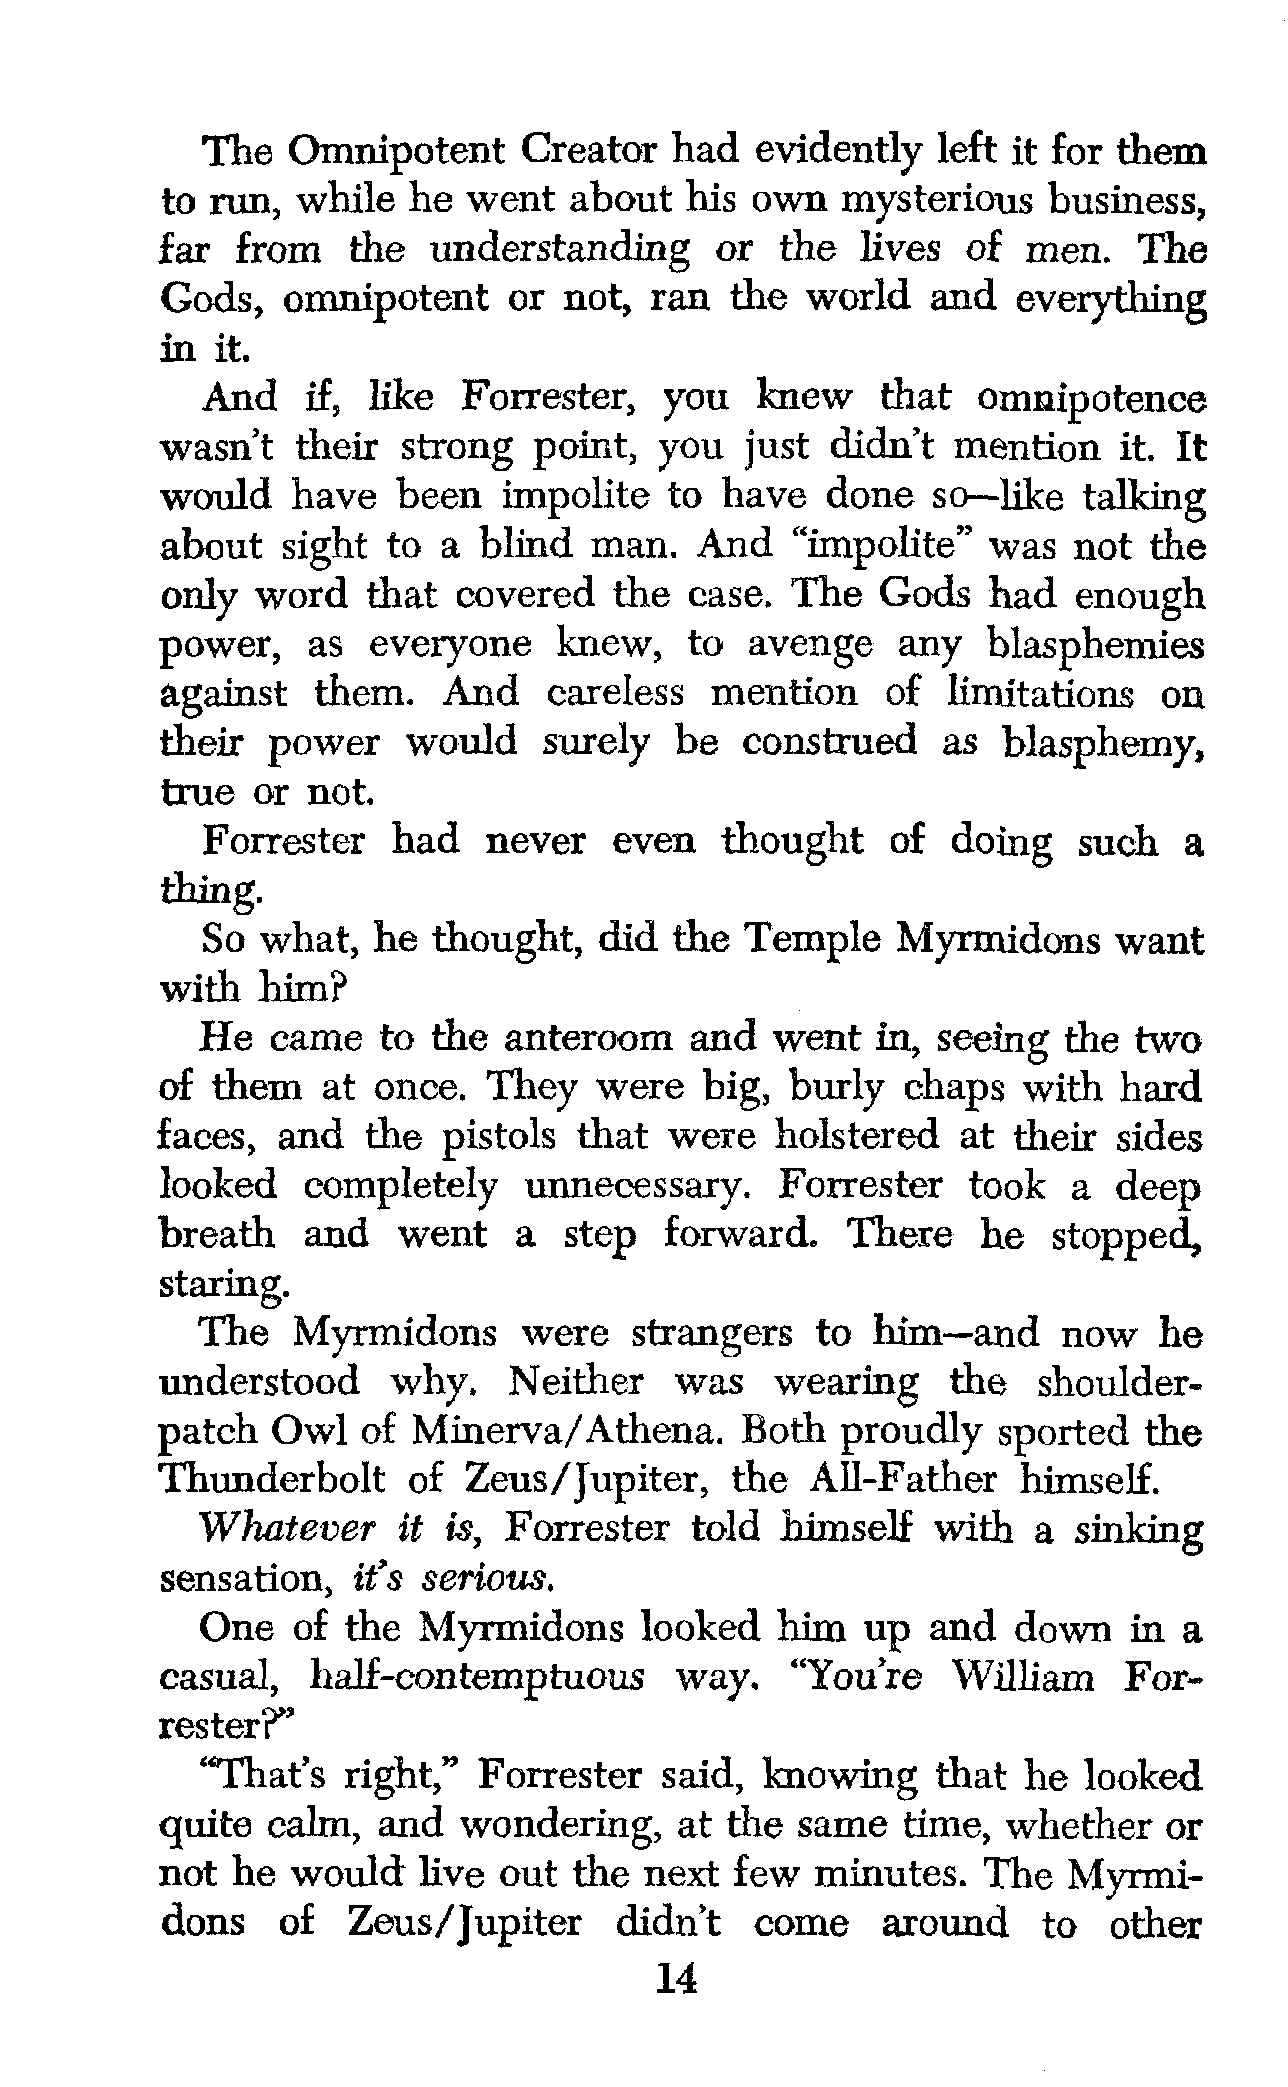 The Omnipotent Creator had evidently left it for them
to run, while he went about his own mysterious business,
far from the understanding or the lives of men. The
Gods, omnipotent or not, ran the world and everything
in it.
And if, like Forrester, you knew that omnipotence
wasn't their strong point, you just didn't mention it. It
would have been impolite to have done so—like talking
about sight to a blind man. And “impolite” was not the
only word that covered the case. The Gods had enough
power, as everyone knew, to avenge any blasphemies
against them. And careless mention of limitations on
their power would surely be construed as blasphemy,
true or not.
Forrester had never even thought of doing such a
thing.
So what, he thought, did the Temple Myrmidons want
with him?
He came to the anteroom and went in, seeing the two
of them at once. They were big, burly chaps with hard
faces, and the pistols that were holstered at their sides
looked completely unnecessary. Forrester took a deep
breath and went a step forward. There he stopped,
staring.
The Myrmidons were strangers to him—and now he
understood why. Neither was wearing the shoulder-
patch Owl of Minerva/Athena. Both proudly sported the
Thunderbolt of Zeus/Jupiter, the All-Father himself.
Whatever it is, Forrester told himself with a sinking
sensation, it's serious.
One of the Myrmidons looked him up and down in a
casual, half-contemptuous way. “You're William For-
rester?”
“That's right,” Forrester said, knowing that he looked
quite calm, and wondering, at the same time, whether or
not he would live out the next few minutes. The Myrmi-
dons of Zeus/Jupiter didn't come around to other
14